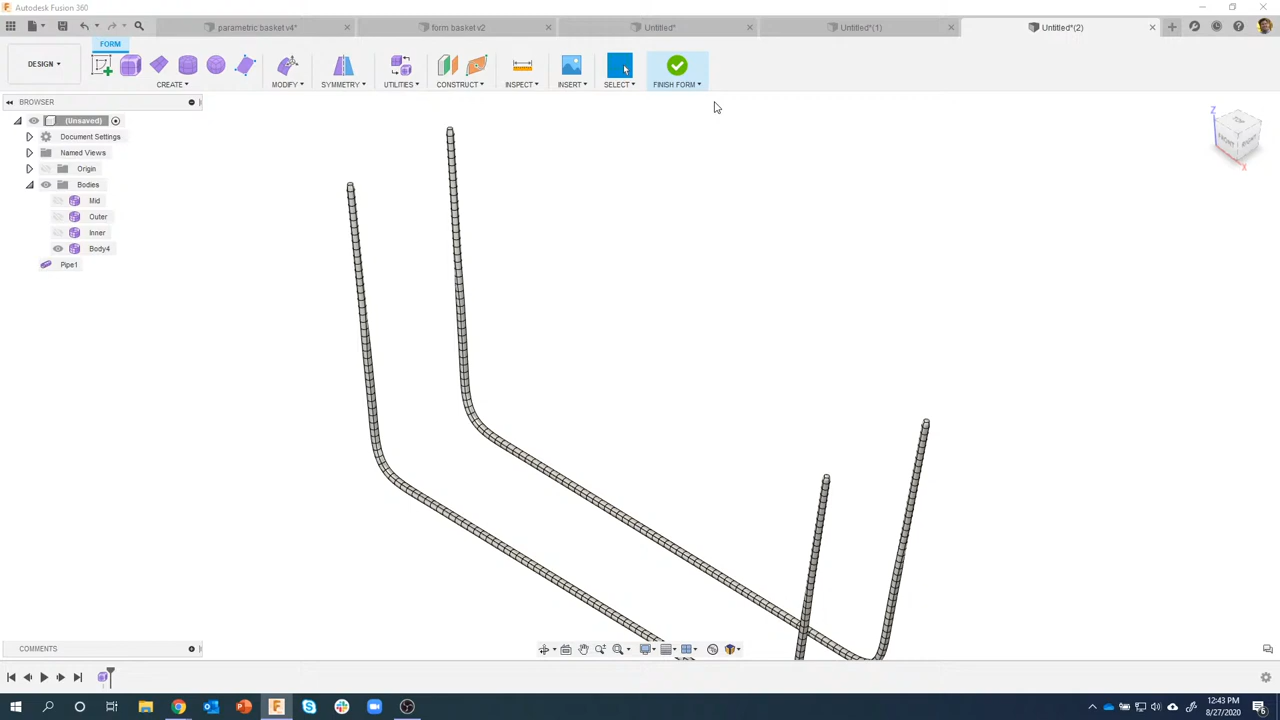 Autodesk Fusion 360
parametric basket v4*
form basket v2
Untitled*
Untitled*(1)
Untitled*(2)
FORM
DESIGN
CREATE
MODIFY
SYMMETRY
UTILITIES
CONSTRUCT
INSPECT
INSERT
SELECT
FINISH FORM
BROWSER
(Unsaved)
Document Settings
Named Views
Origin
Bodies
Mid
Outer
Inner
Body4
Pipe1
Z
X
COMMENTS
12:43 PM
8/27/2020